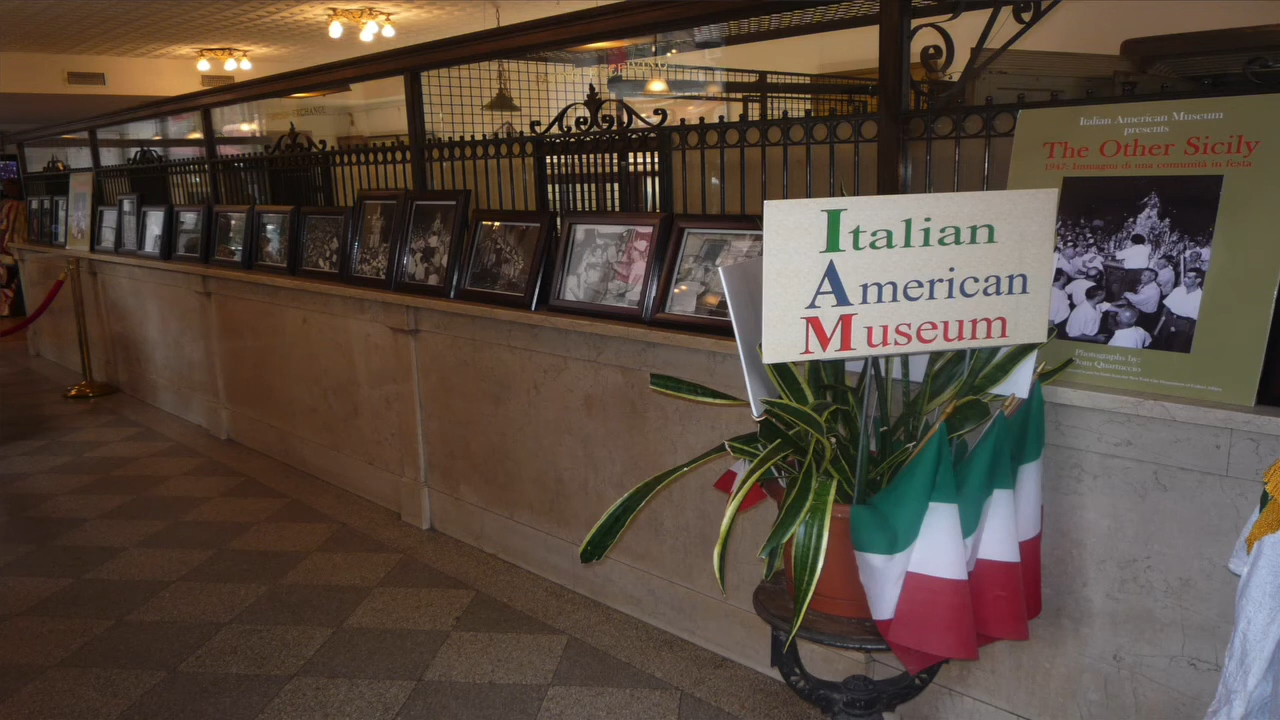 Italian
American
Museum
Italian American Museum
presents
The Other Sicily
1947: Immagini di una comunità in festa
Photographs by:
EXCHANGE